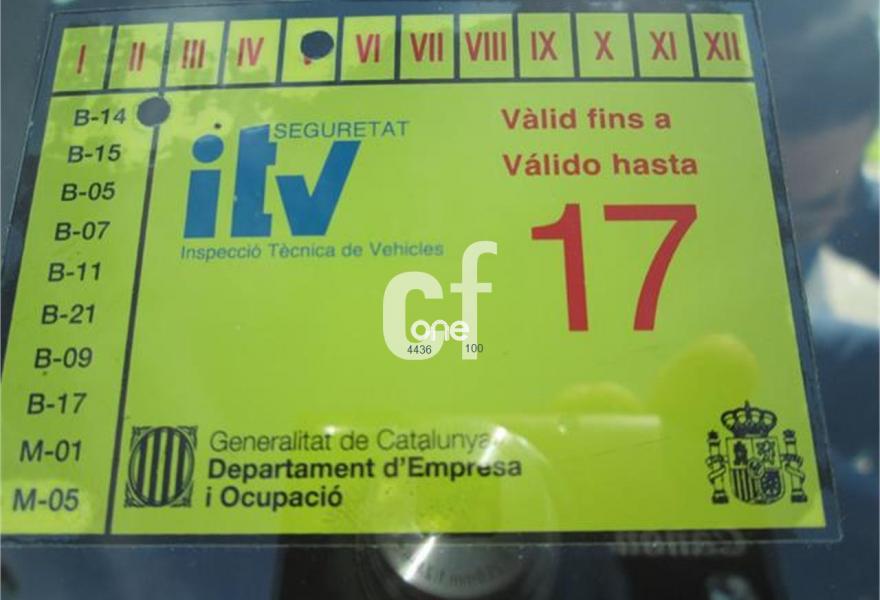 I II III IV VI VII VIII IX X XI XII
B-14
B-15
B-05
B-07
B-11
B-21
B-09
B-17
M-01
M-05
SEGURETAT
itv
Inspecció Tècnica de Vehicles
Vàlid fins a
Válido hasta
17
cf
one
4436 100
Generalitat de Catalunya
Departament d'Empresa
i Ocupació